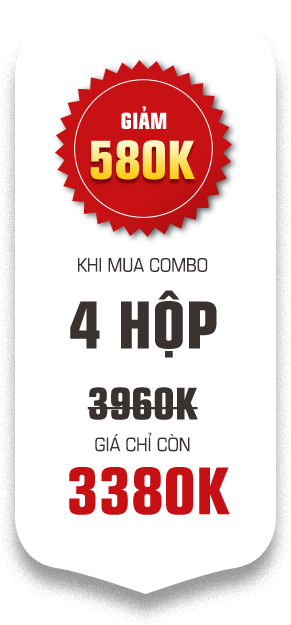 GIẢM
580K
KHI MUA COMBO
4 HỘP
3960K
GIÁ CHỈ CÒN
3380K